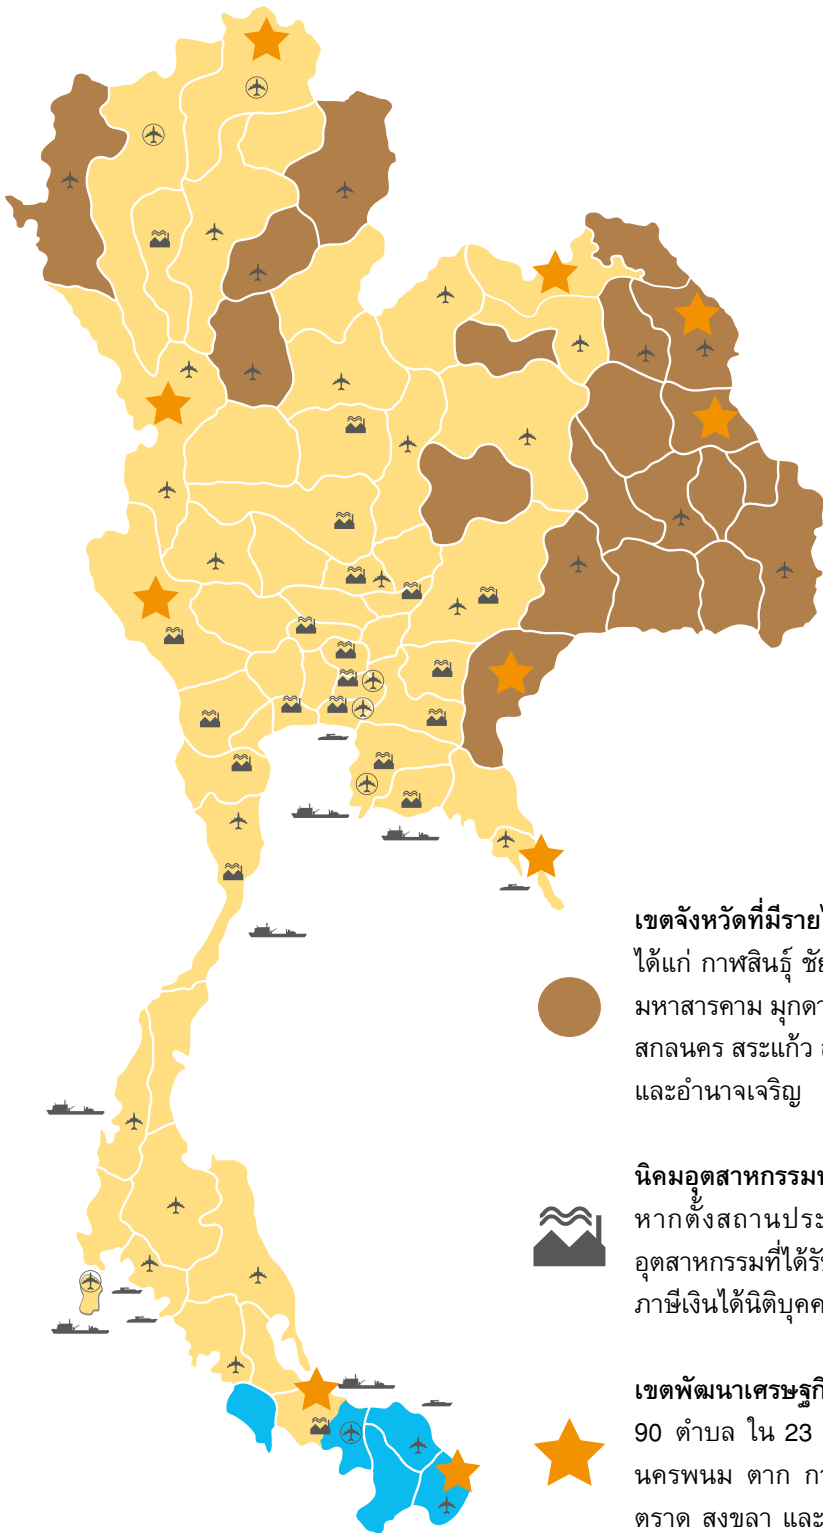 เขตจังหวัดที่มีราย
ได้แก่ กาฬสินธุ์
มหาสารคาม
สกลนคร สระแก้ว
และอำนาจเจริญ
นิคมอุตสาหกรรม
หากตั้งสถานประ
อุตสาหกรรมที่ได้รับ
ภาษีเงินได้นิติบุคค
เขตพัฒนาเศรษฐกิ
90 ตำบล ใน 23
นครพนม ตาก
ตราด สงขลา และ